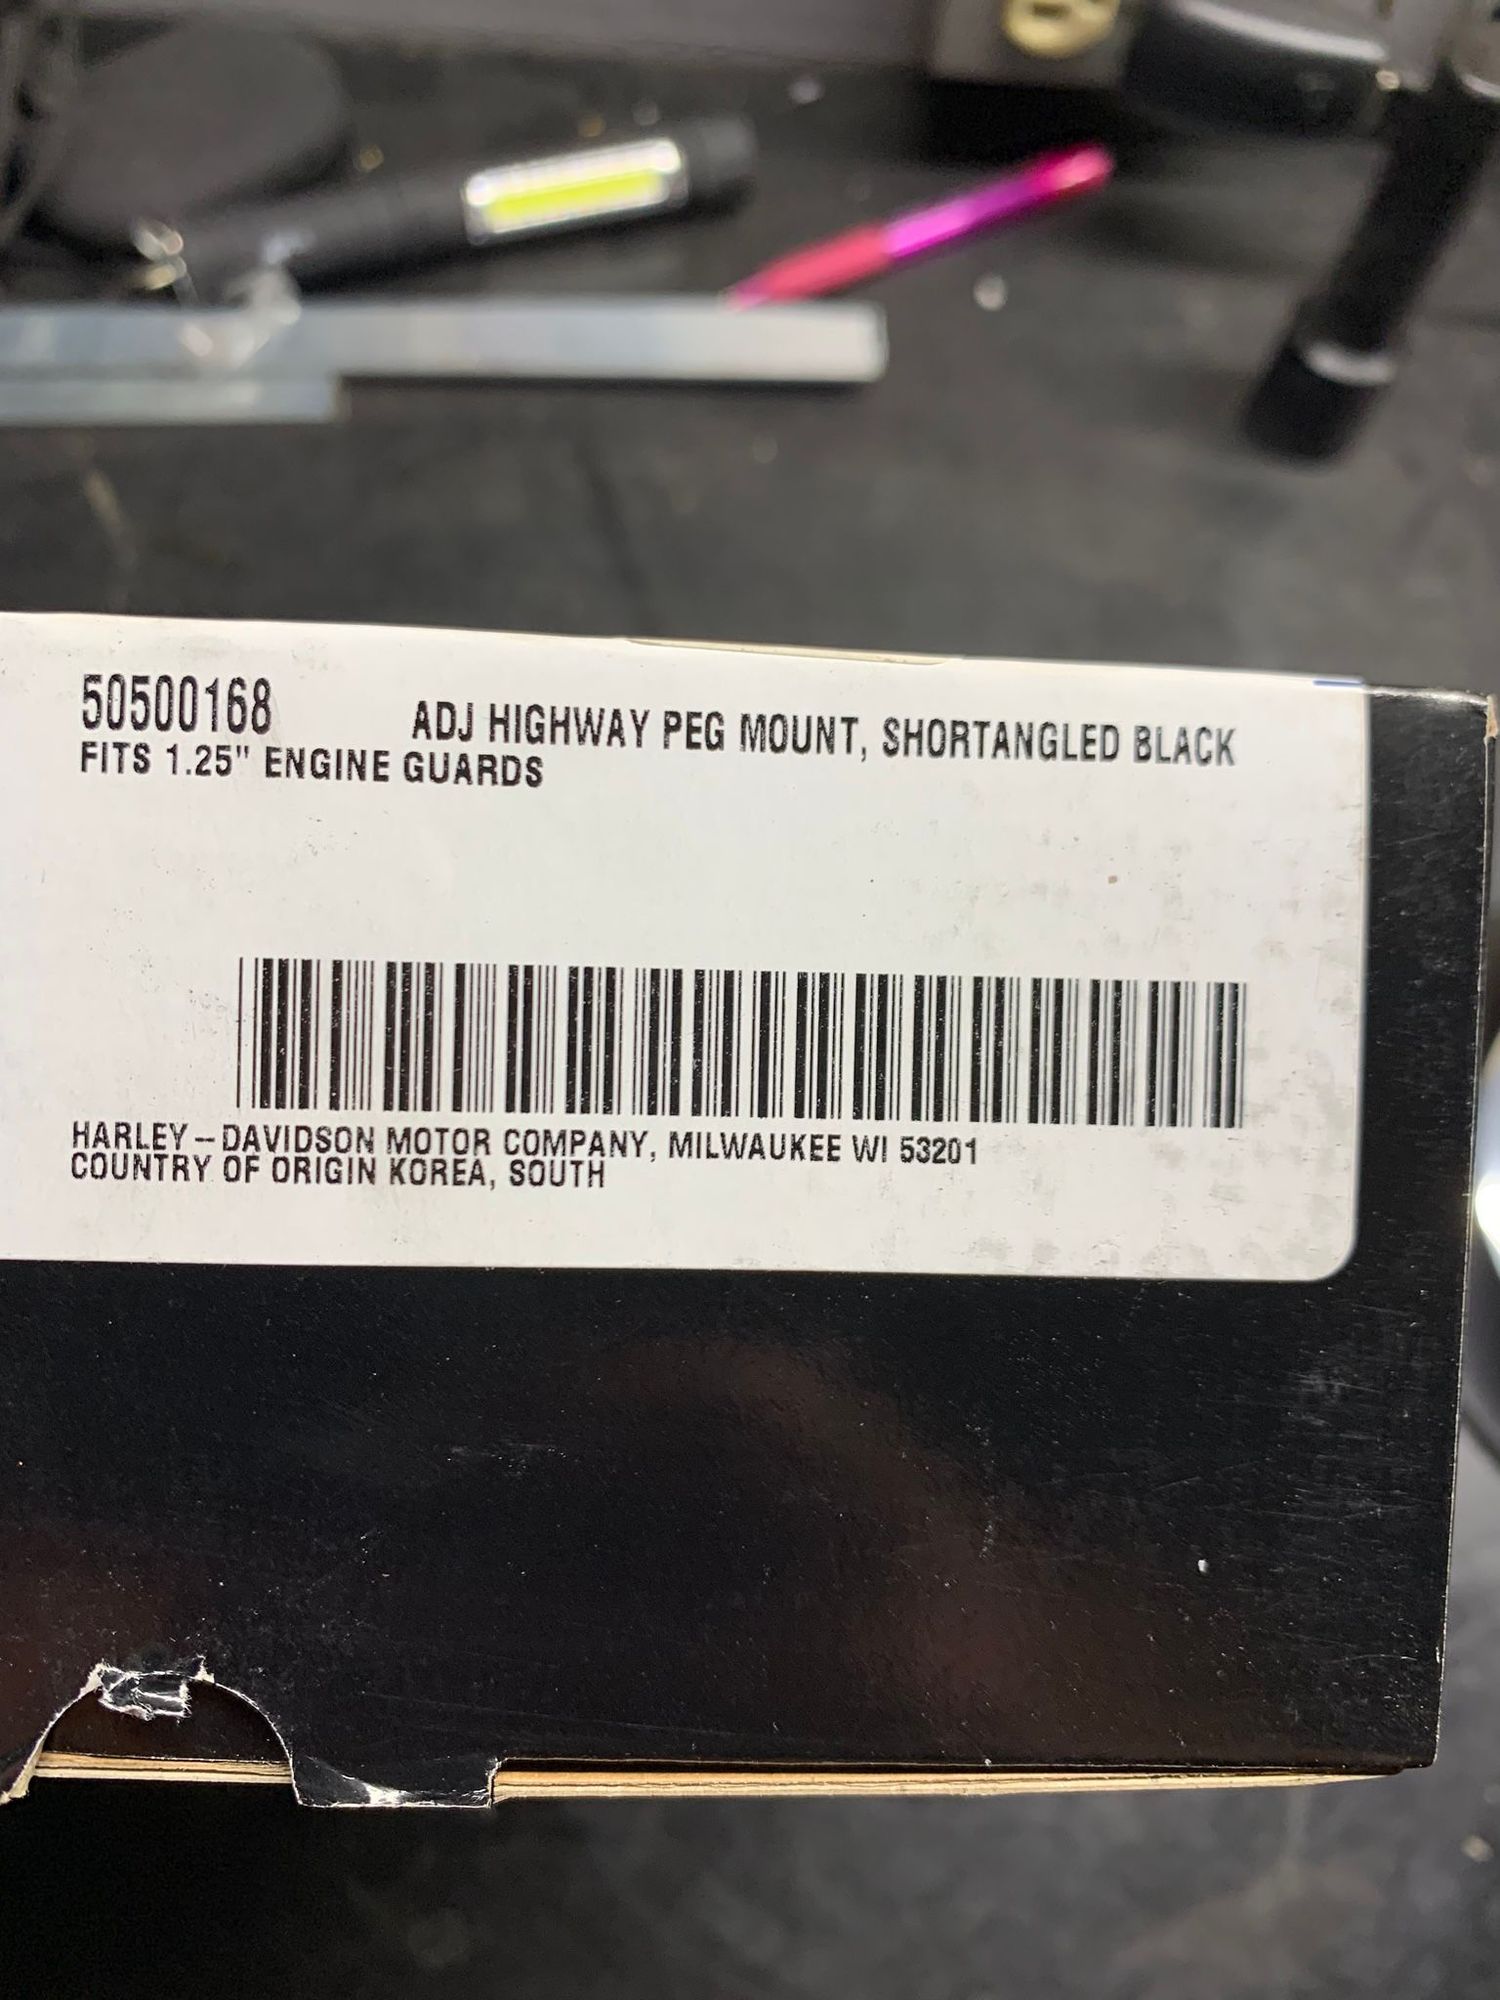 50500168 ADJ HIGHWAY PEG MOUNT, SHORTANGLED BLACK
FITS 1.25" ENGINE GUARDS
HARLEY-DAVIDSON MOTOR COMPANY, MILWAUKEE WI 53201
COUNTRY OF ORIGIN KOREA, SOUTH